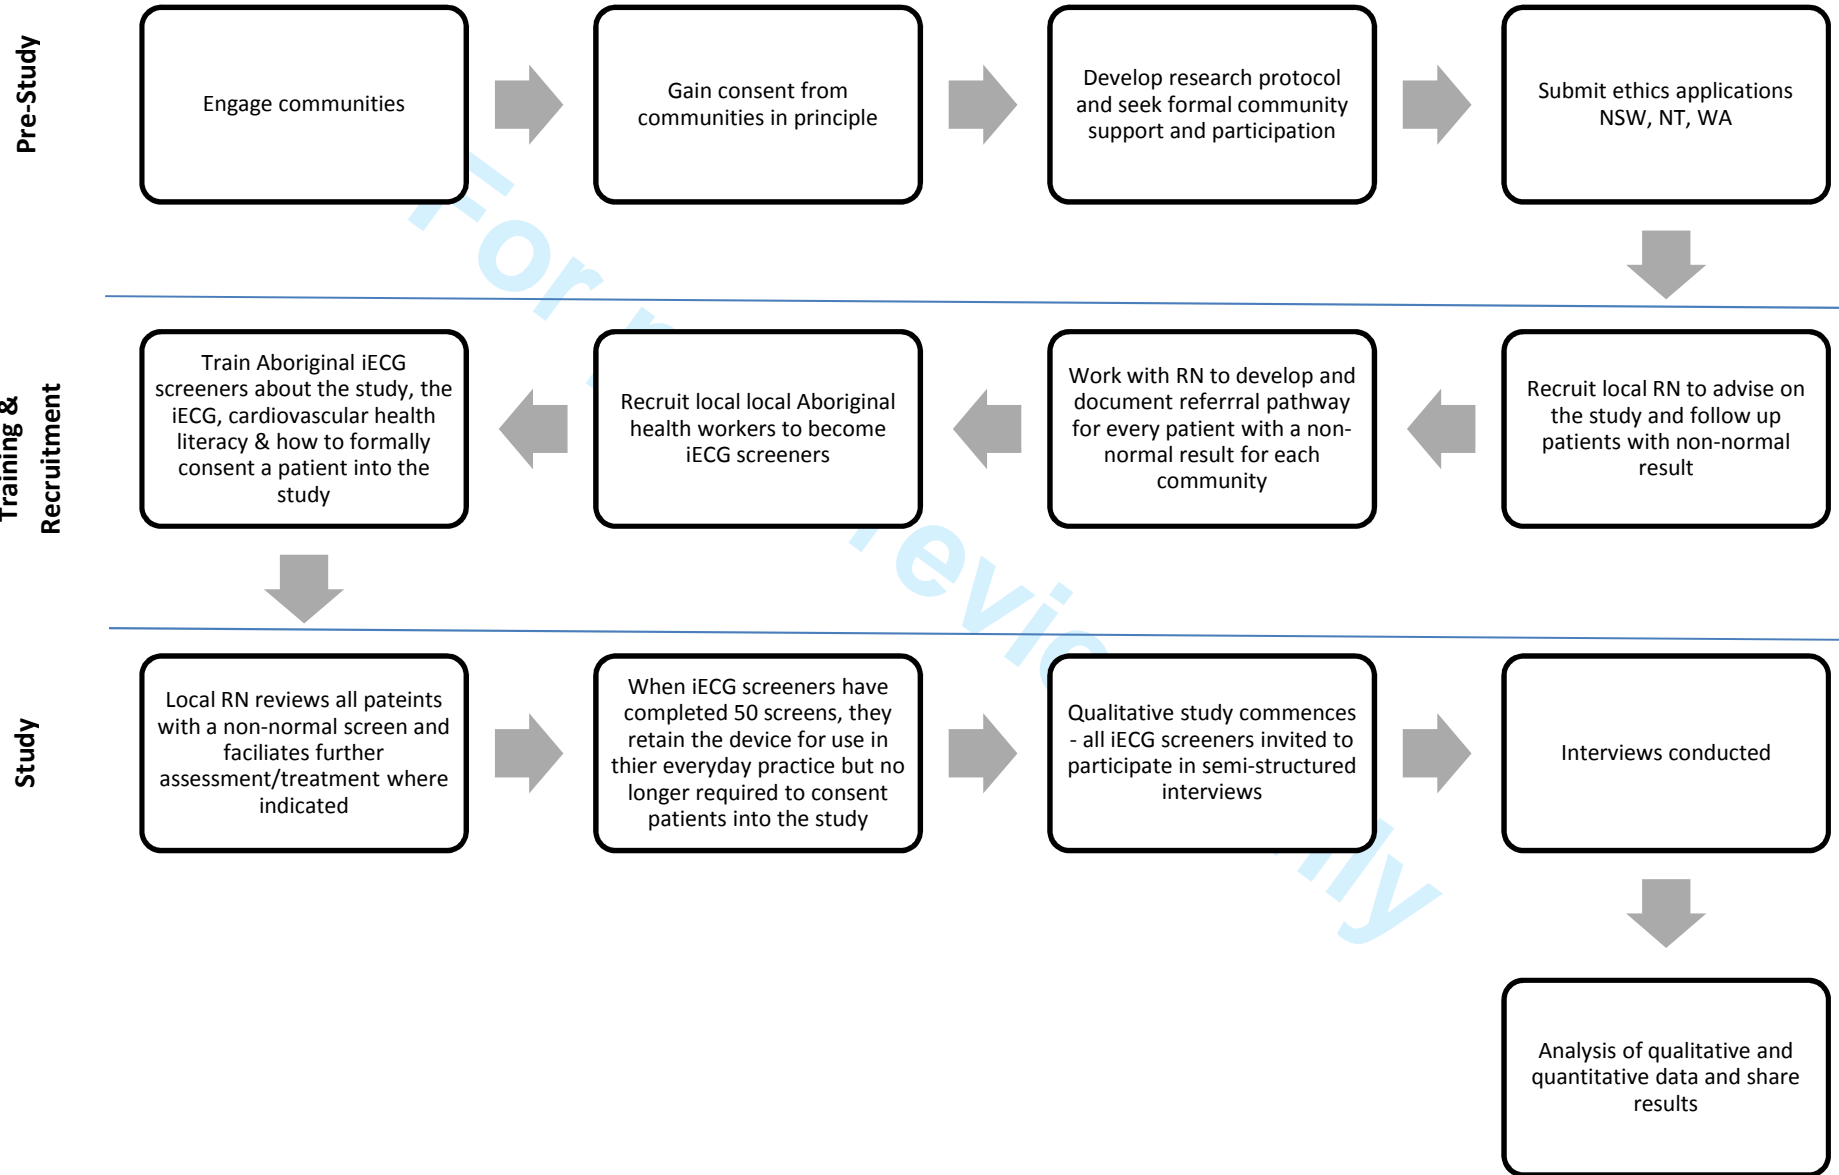 Pre-Study
Engage communities
Gain consent from
communities in principle
Develop research protocol
and seek formal community
support and participation
Submit ethics applications
NSW, NT, WA
Training &
Recruitment
Train Aboriginal iECG
screeners about the study, the
iECG, cardiovascular health
literacy & how to formally
consent a patient into the
study
Recruit local local Aboriginal
health workers to become
iECG screeners
Work with RN to develop and
document referrral pathway
for every patient with a non-
normal result for each
community
Recruit local RN to advise on
the study and follow up
patients with non-normal
result
Study
Local RN reviews all pateints
with a non-normal screen and
faciliates further
assessment/treatment where
indicated
When iECG screeners have
completed 50 screens, they
retain the device for use in
thier everyday practice but no
longer required to consent
patients into the study
Qualitative study commences
- all iECG screeners invited to
participate in semi-structured
interviews
Interviews conducted
Analysis of qualitative and
quantitative data and share
results
For